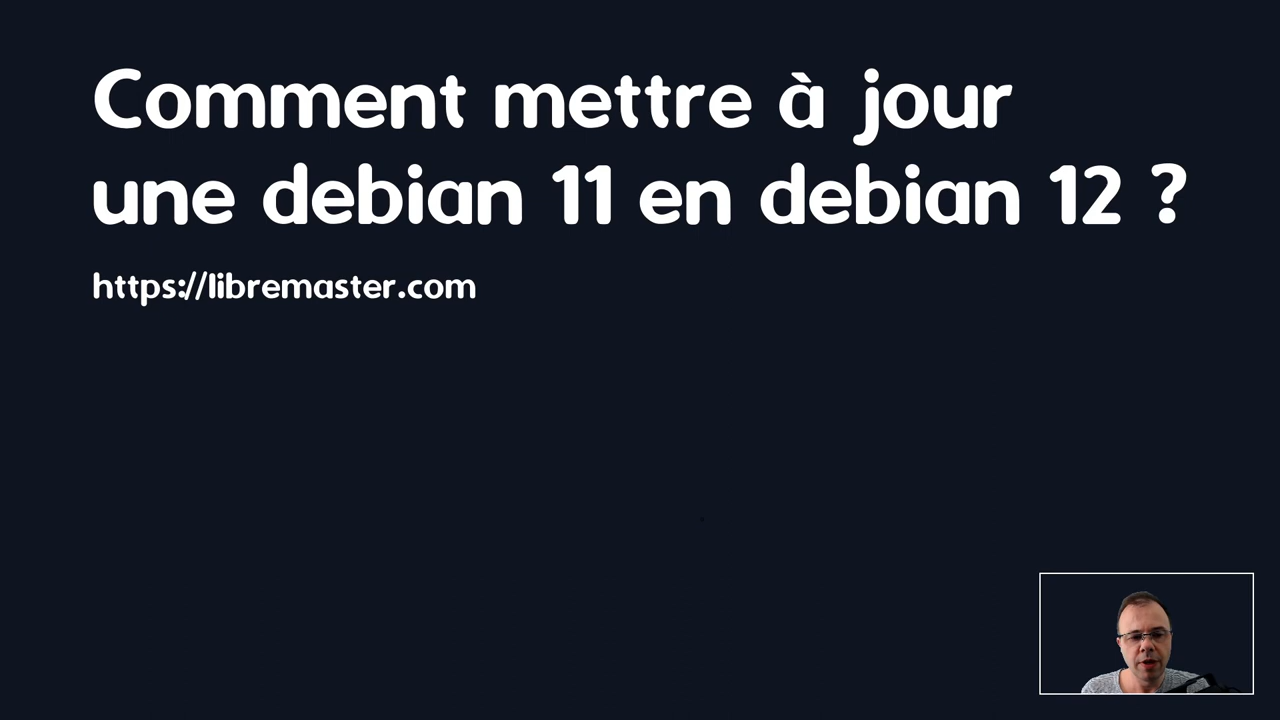 Comment mettre à jour
une debian 11 en debian 12 ?
https://libremaster.com